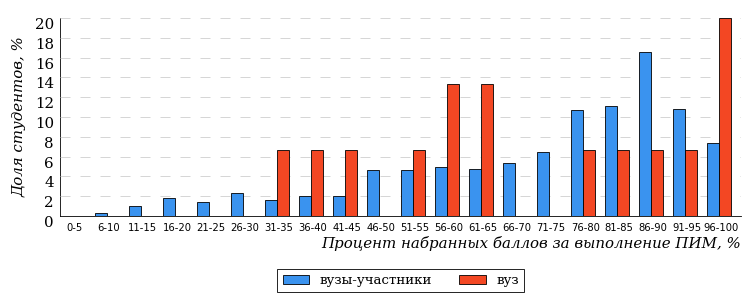 Доля студентов, %
20
18
16
14
12
10
8
6
4
2
0
0-5 6-10 11-15 16-20 21-25 26-30 31-35 36-40 41-45 46-50 51-55 56-60 61-65 66-70 71-75 76-80 81-85 86-90 91-95 96-100
Процент набранных баллов за выполнение ПИМ, %
вузы-участники вуз